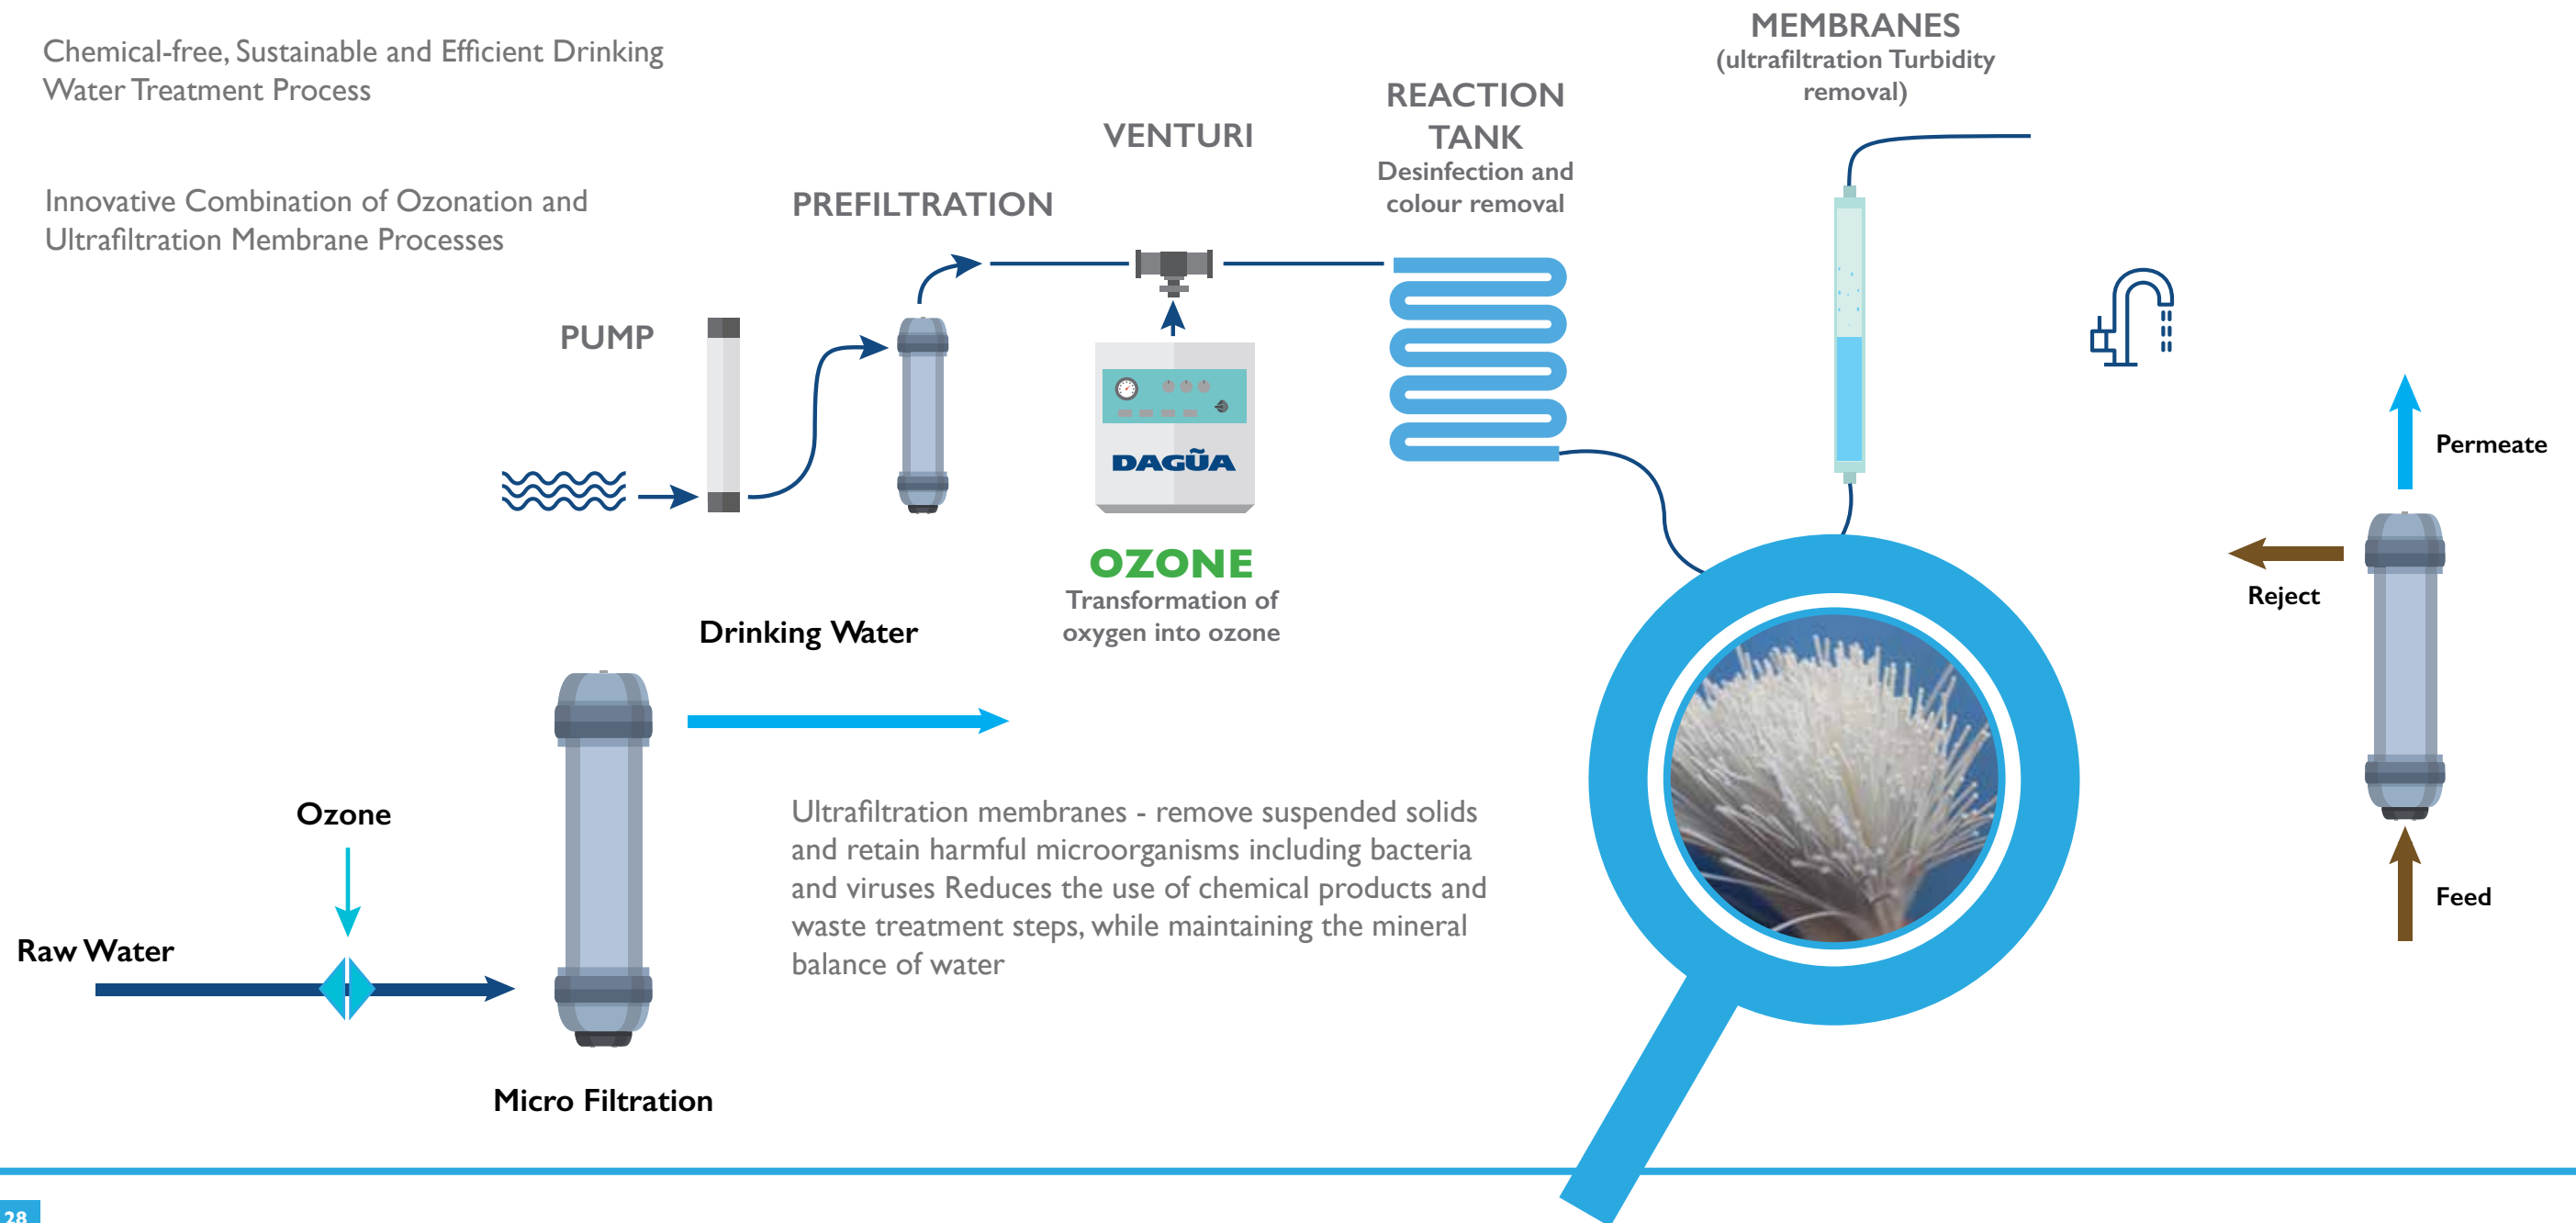 Chemical-free, Sustainable and Efficient Drinking
Water Treatment Process
Innovative Combination of Ozonation and
Ultrafiltration Membrane Processes
PUMP
PREFILTRATION
VENTURI
DAGŨA
OZONE
Transformation of
oxygen into ozone
REACTION
TANK
Desinfection and
colour removal
MEMBRANES
(ultrafiltration Turbidity
removal)
Permeate
Reject
Feed
Drinking Water
Ozone
Raw Water
Micro Filtration
Ultrafiltration membranes - remove suspended solids
and retain harmful microorganisms including bacteria
and viruses Reduces the use of chemical products and
waste treatment steps, while maintaining the mineral
balance of water
28